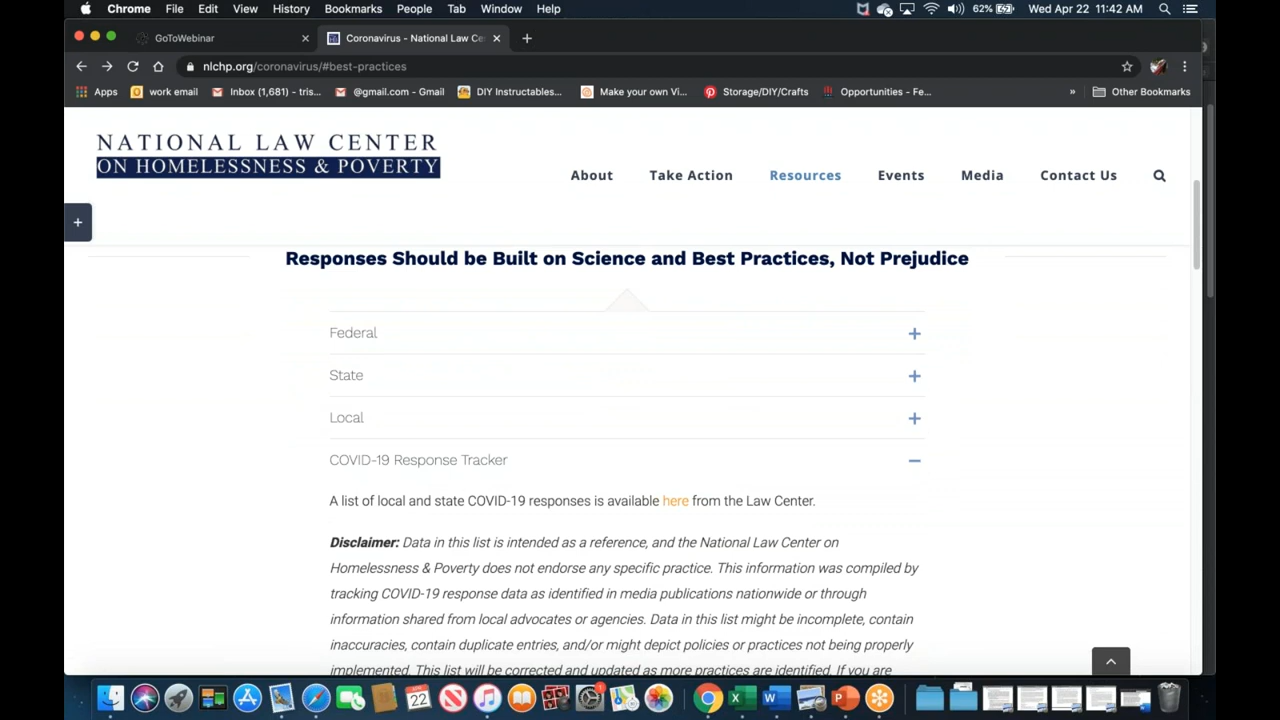 Chrome File Edit View History Bookmarks People Tab Window Help 62% Wed Apr 22 11:42 AM
GoToWebinar Coronavirus - National Law Ce
nlchp.org/coronavirus/#best-practices
Apps work email Inbox (1,681) - tris... @gmail.com - Gmail DIY Instructables... Make your own Vi... Storage/DIY/Crafts Opportunities - Fe... » Other Bookmarks
NATIONAL LAW CENTER
ON HOMELESSNESS & POVERTY
About Take Action Resources Events Media Contact Us
Responses Should be Built on Science and Best Practices, Not Prejudice
Federal
State
Local
COVID-19 Response Tracker
A list of local and state COVID-19 responses is available here from the Law Center.
Disclaimer: Data in this list is intended as a reference, and the National Law Center on
Homelessness & Poverty does not endorse any specific practice. This information was compiled by
tracking COVID-19 response data as identified in media publications nationwide or through
information shared from local advocates or agencies. Data in this list might be incomplete, contain
inaccuracies, contain duplicate entries, and/or might depict policies or practices not being properly
implemented. This list will be corrected and updated as more practices are identified. If you are
22